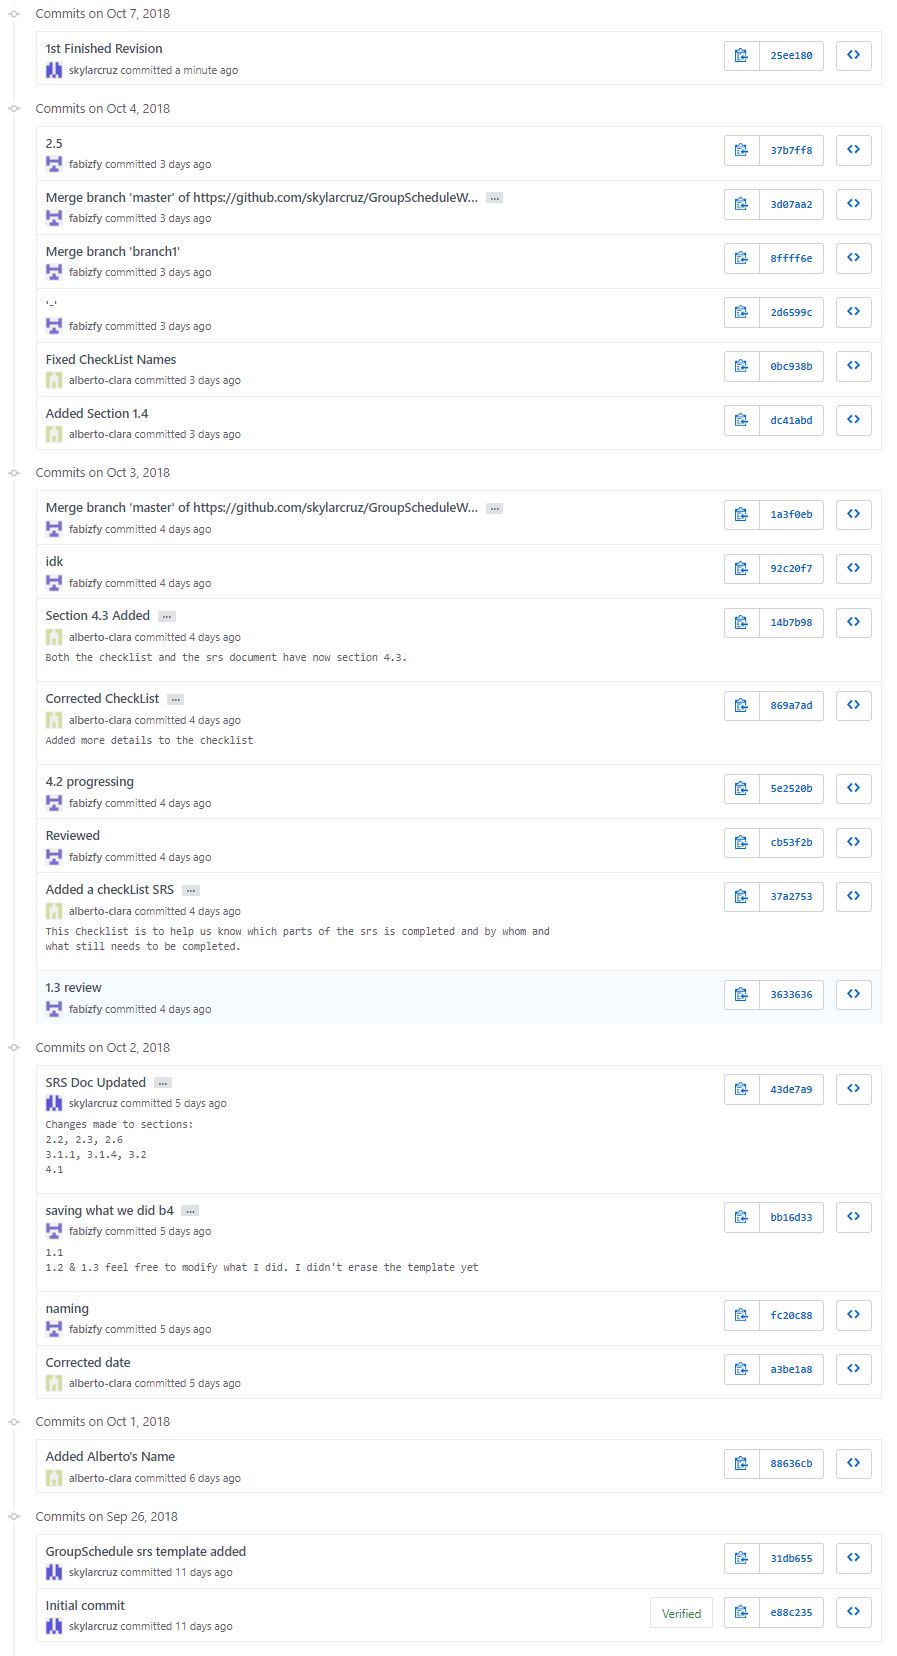 Commits on Oct 7, 2018
1st Finished Revision
skylarcruz committed a minute ago
25ee180
Commits on Oct 4, 2018
2.5
fabizfy committed 3 days ago
37b7ff8
Merge branch 'master' of https://github.com/skylarcruz/GroupScheduleW... ...
fabizfy committed 3 days ago
3d07aa2
Merge branch 'branch1'
fabizfy committed 3 days ago
8ffff6e
'-'
fabizfy committed 3 days ago
2d6599c
Fixed CheckList Names
alberto-clara committed 3 days ago
0bc938b
Added Section 1.4
alberto-clara committed 3 days ago
dc41abd
Commits on Oct 3, 2018
Merge branch 'master' of https://github.com/skylarcruz/GroupScheduleW... ...
fabizfy committed 4 days ago
1a3f0eb
idk
fabizfy committed 4 days ago
92c20f7
Section 4.3 Added ...
alberto-clara committed 4 days ago
14b7b98
Both the checklist and the srs document have now section 4.3.
Corrected CheckList ...
alberto-clara committed 4 days ago
869a7ad
Added more details to the checklist
4.2 progressing
fabizfy committed 4 days ago
5e2520b
Reviewed
fabizfy committed 4 days ago
cb53f2b
Added a checkList SRS ...
alberto-clara committed 4 days ago
37a2753
This Checklist is to help us know which parts of the srs is completed and by whom and
what still needs to be completed.
1.3 review
fabizfy committed 4 days ago
3633636
Commits on Oct 2, 2018
SRS Doc Updated ...
skylarcruz committed 5 days ago
43de7a9
Changes made to sections:
2.2, 2.3, 2.6
3.1.1, 3.1.4, 3.2
4.1
saving what we did b4 ...
fabizfy committed 5 days ago
bb16d33
1.1
1.2 & 1.3 feel free to modify what I did. I didn't erase the template yet
naming
fabizfy committed 5 days ago
fc20c88
Corrected date
alberto-clara committed 5 days ago
a3be1a8
Commits on Oct 1, 2018
Added Alberto's Name
alberto-clara committed 6 days ago
88636cb
Commits on Sep 26, 2018
GroupSchedule srs template added
skylarcruz committed 11 days ago
31db655
Initial commit
skylarcruz committed 11 days ago
Verified
e88c235